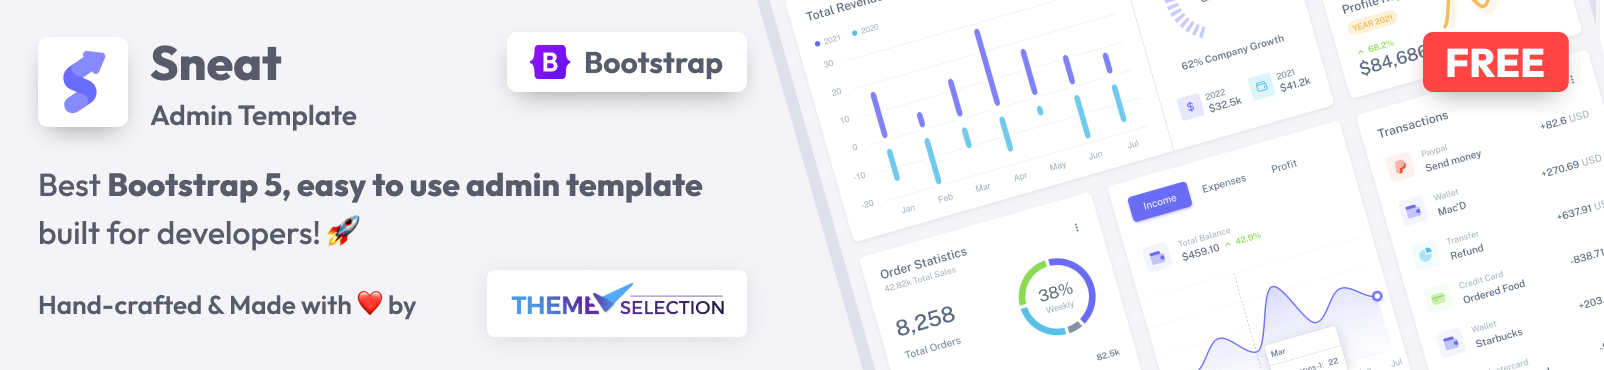 Sneat
Admin Template
Bootstrap
Best Bootstrap 5, easy to use admin template
built for developers! 🚀
Hand-crafted & Made with ❤️ by
THEME SELECTION
FREE
Total
2021
2020
30
20
10
0
-10
-20
Jan
Feb
Mar
Apr
May
Jun
Jul
62% Company Growth
2022
$32.5k
2021
$41.2k
Profile
YEAR 2021
68.2%
$84,686
Order Statistics
42.82k Total Sales
8,258
Total Orders
38%
Weekly
82.5k
Income
Expenses
Profit
Total Balance
$459.10
42.9%
Mar
22
Jul
Transactions
Paypal
Send money
+82.6 USD
Wallet
Mac'D
+270.69 USD
Transfer
Refund
+637.91
Credit Card
Ordered Food
-838.71
Wallet
Starbucks
+203.